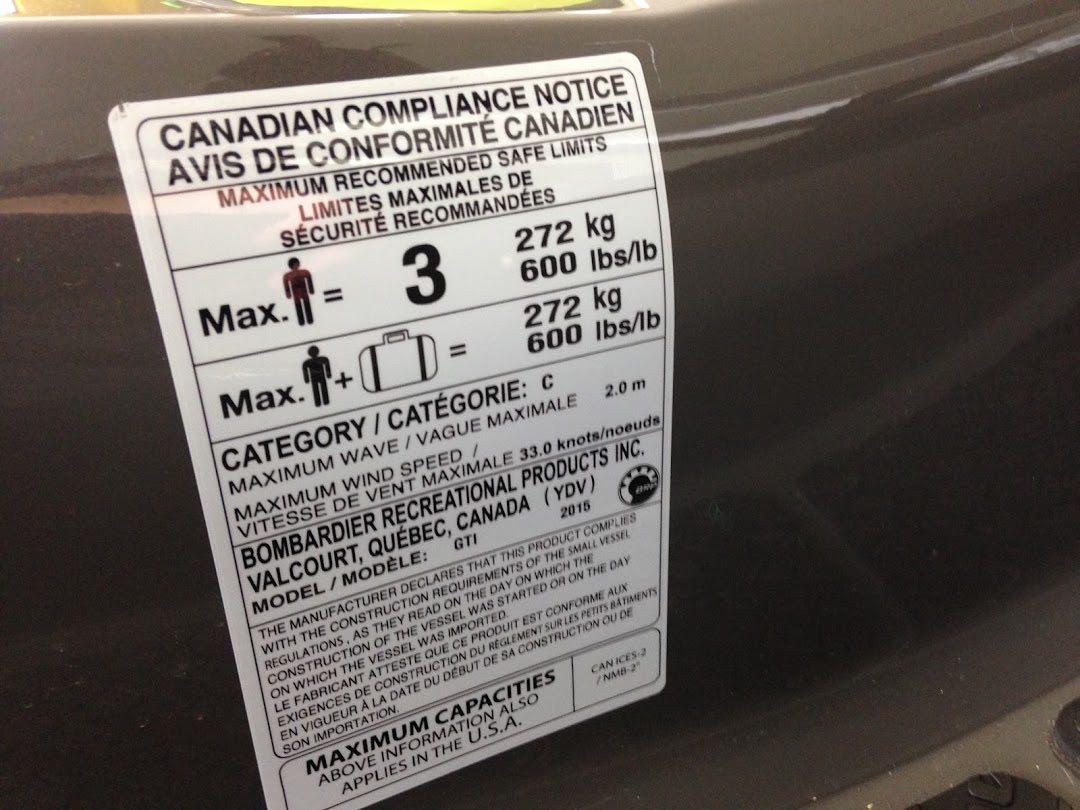 CANADIAN COMPLIANCE NOTICE
AVIS DE CONFORMITÉ CANADIEN
MAXIMUM RECOMMENDED SAFE LIMITS
LIMITES MAXIMALES DE
SÉCURITÉ RECOMMANDÉES
Max. = 3 272 kg
600 lbs/lb
Max. + = 272 kg
600 lbs/lb
CATEGORY / CATÉGORIE: C
MAXIMUM WAVE / VAGUE MAXIMALE 2.0 m
MAXIMUM WIND SPEED /
VITESSE DE VENT MAXIMALE 33.0 knots/noeuds
BOMBARDIER RECREATIONAL PRODUCTS INC.
VALCOURT, QUÉBEC, CANADA (YDV)
MODEL / MODÈLE: GTI 2015
BRP
THE MANUFACTURER DECLARES THAT THIS PRODUCT COMPLIES
WITH THE CONSTRUCTION REQUIREMENTS OF THE SMALL VESSEL
REGULATIONS, AS THEY READ ON THE DAY ON WHICH THE
CONSTRUCTION OF THE VESSEL WAS STARTED OR ON THE DAY
ON WHICH THE VESSEL WAS IMPORTED.
LE FABRICANT ATTESTE QUE CE PRODUIT EST CONFORME AUX
EXIGENCES DE CONSTRUCTION DU RÈGLEMENT SUR LES PETITS BÂTIMENTS
EN VIGUEUR À LA DATE DU DÉBUT DE SA CONSTRUCTION OU DE
SON IMPORTATION.
MAXIMUM CAPACITIES
ABOVE INFORMATION ALSO
APPLIES IN THE U.S.A.
CAN ICES-2
/ NMB-2"